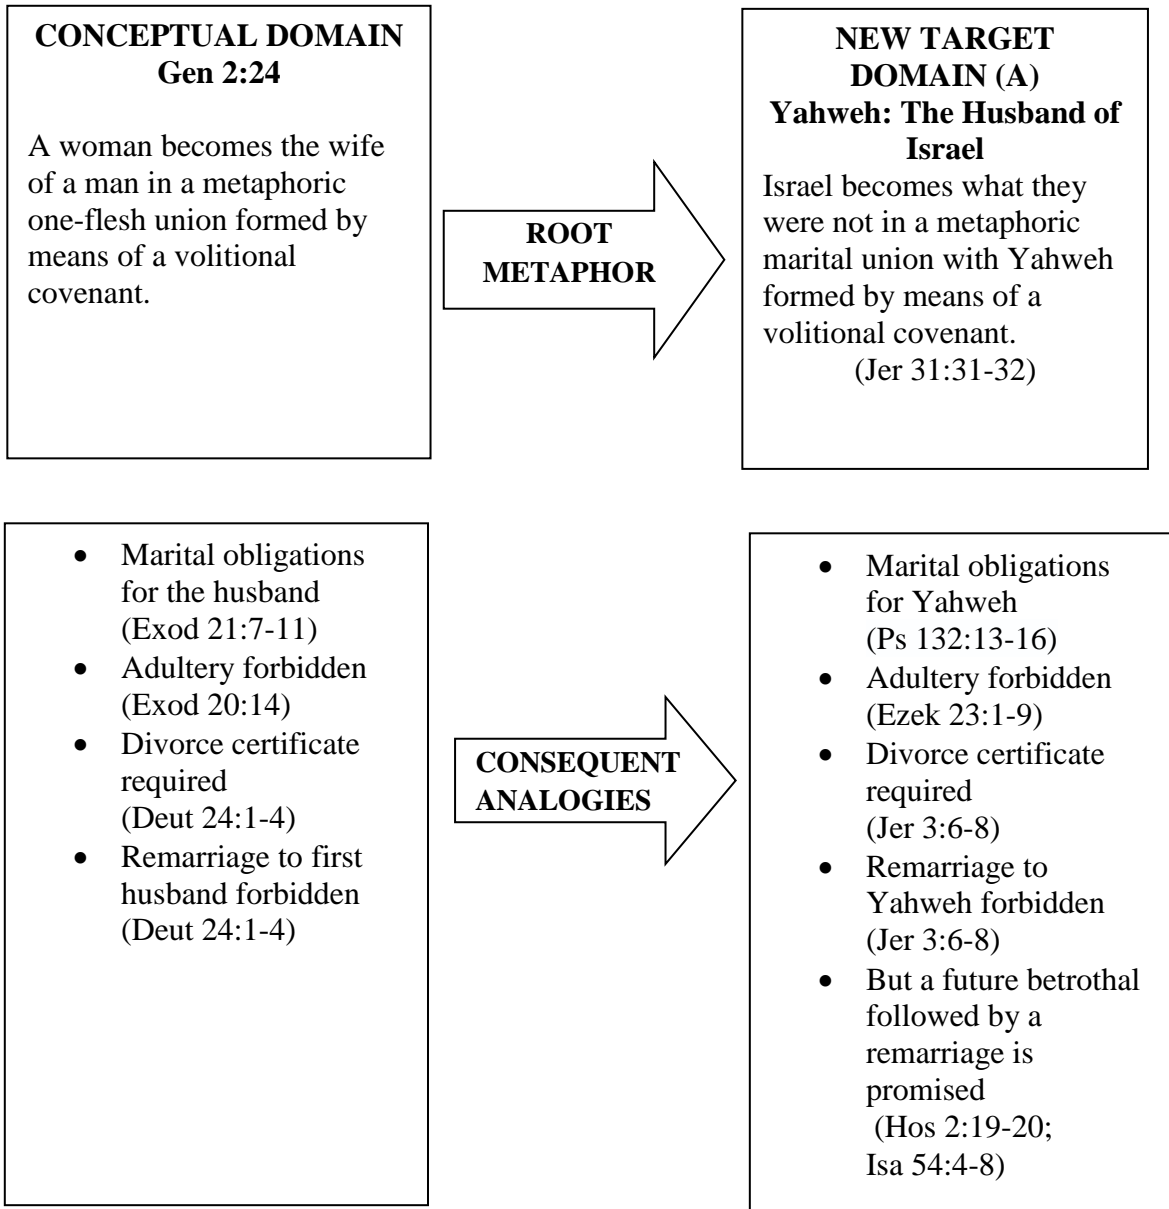 CONCEPTUAL DOMAIN
Gen 2:24
A woman becomes the wife
of a man in a metaphoric
one-flesh union formed by
means of a volitional
covenant.
ROOT
METAPHOR
NEW TARGET
DOMAIN (A)
Yahweh: The Husband of
Israel
Israel becomes what they
were not in a metaphoric
marital union with Yahweh
formed by means of a
volitional covenant.
(Jer 31:31-32)
• Marital obligations
for the husband
(Exod 21:7-11)
• Adultery forbidden
(Exod 20:14)
• Divorce certificate
required
(Deut 24:1-4)
• Remarriage to first
husband forbidden
(Deut 24:1-4)
CONSEQUENT
ANALOGIES
• Marital obligations
for Yahweh
(Ps 132:13-16)
• Adultery forbidden
(Ezek 23:1-9)
• Divorce certificate
required
(Jer 3:6-8)
• Remarriage to
Yahweh forbidden
(Jer 3:6-8)
• But a future betrothal
followed by a
remarriage is
promised
(Hos 2:19-20;
Isa 54:4-8)